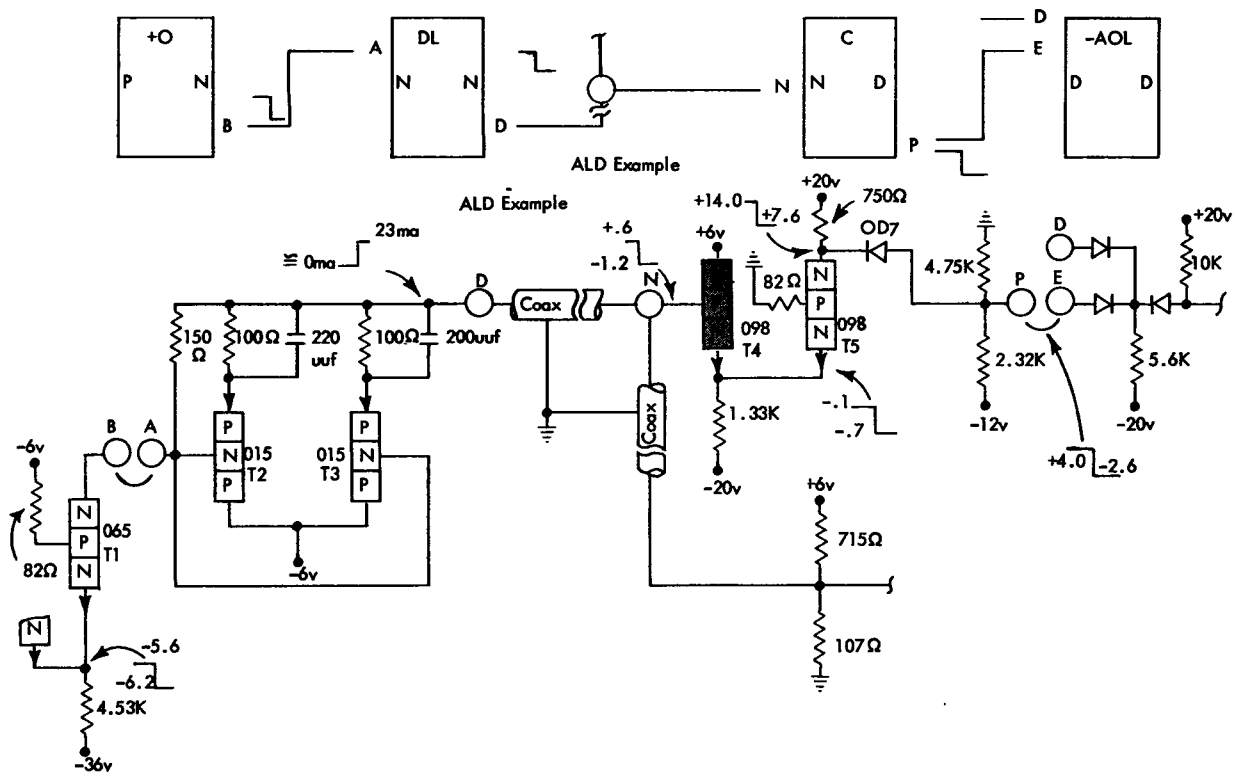 +O
P N
B
A
DL
N N
D
N
C
N D
P
D
E
-AOL
D D
ALD Example
ALD Example
≅ 0ma
23ma
D
Coax
+.6
-1.2
N
+6v
+14.0
+7.6
+20v
750Ω
OD7
82Ω
N
P
N
098
T4
098
T5
4.75K
P
E
D
+20v
10K
150
Ω
100Ω
220
uuf
100Ω
200uuf
1.33K
-20v
-.1
-.7
2.32K
-12v
5.6K
-20v
+4.0
-2.6
B
A
P
N
P
015
T2
P
N
P
015
T3
-6v
-6v
82Ω
N
P
N
065
T1
Coax
+6v
715Ω
107Ω
N
-5.6
-6.2
4.53K
-36v